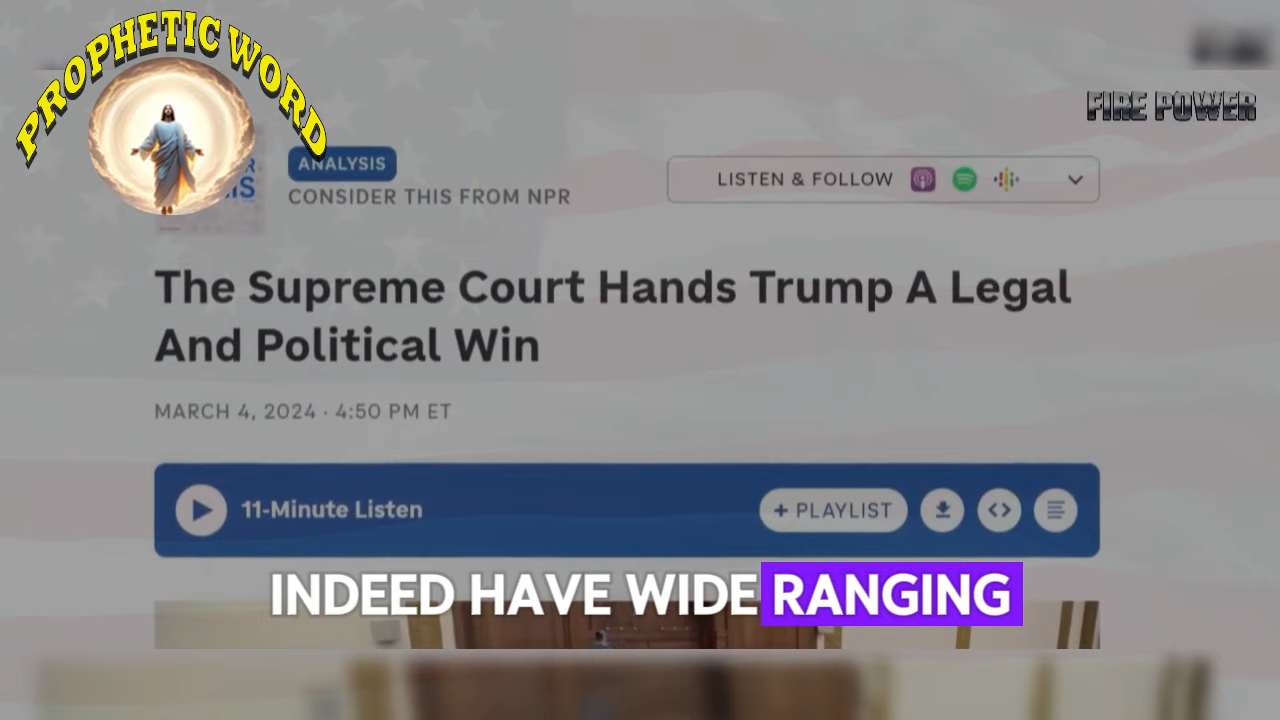 PROPHETIC WORD
FIRE POWER
ANALYSIS
CONSIDER THIS FROM NPR
LISTEN & FOLLOW
The Supreme Court Hands Trump A Legal
And Political Win
MARCH 4, 2024 · 4:50 PM ET
11-Minute Listen
+ PLAYLIST
INDEED HAVE WIDE RANGING